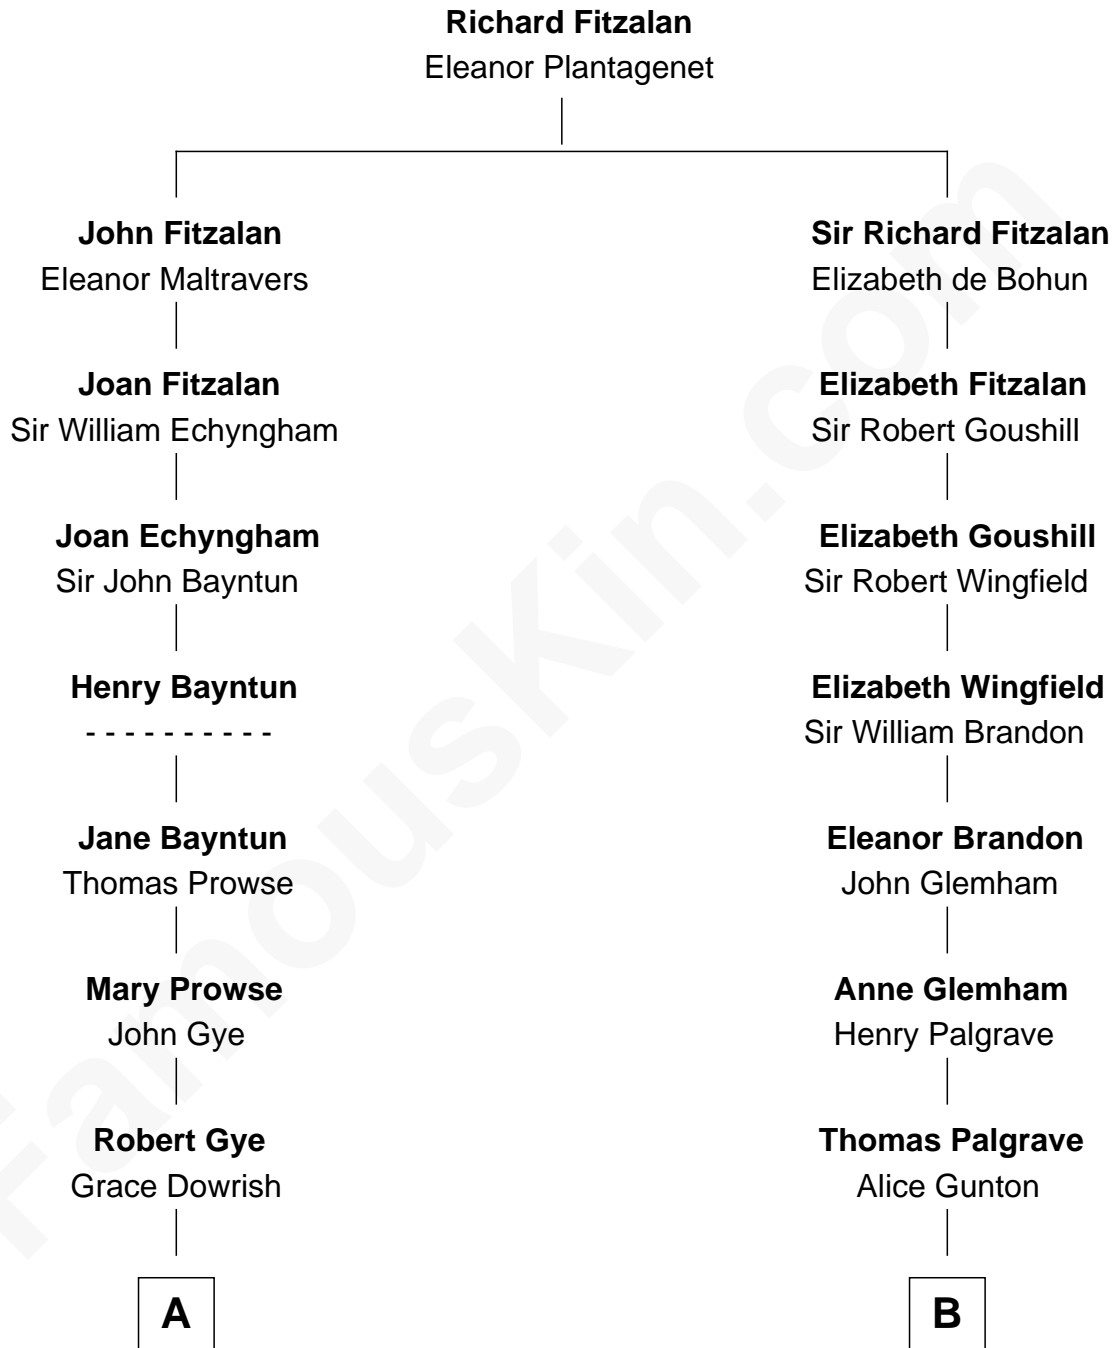 Richard Fitzalan
Eleanor Plantagenet
John Fitzalan
Eleanor Maltravers
Sir Richard Fitzalan
Elizabeth de Bohun
Joan Fitzalan
Sir William Echyngham
Elizabeth Fitzalan
Sir Robert Goushill
Joan Echyngham
Sir John Bayntun
Elizabeth Goushill
Sir Robert Wingfield
Henry Bayntun
- - - - - - - - - -
Elizabeth Wingfield
Sir William Brandon
Jane Bayntun
Thomas Prowse
Eleanor Brandon
John Glemham
Mary Prowse
John Gye
Anne Glemham
Henry Palgrave
Robert Gye
Grace Dowrish
Thomas Palgrave
Alice Gunton
A
B
FamousKin.com